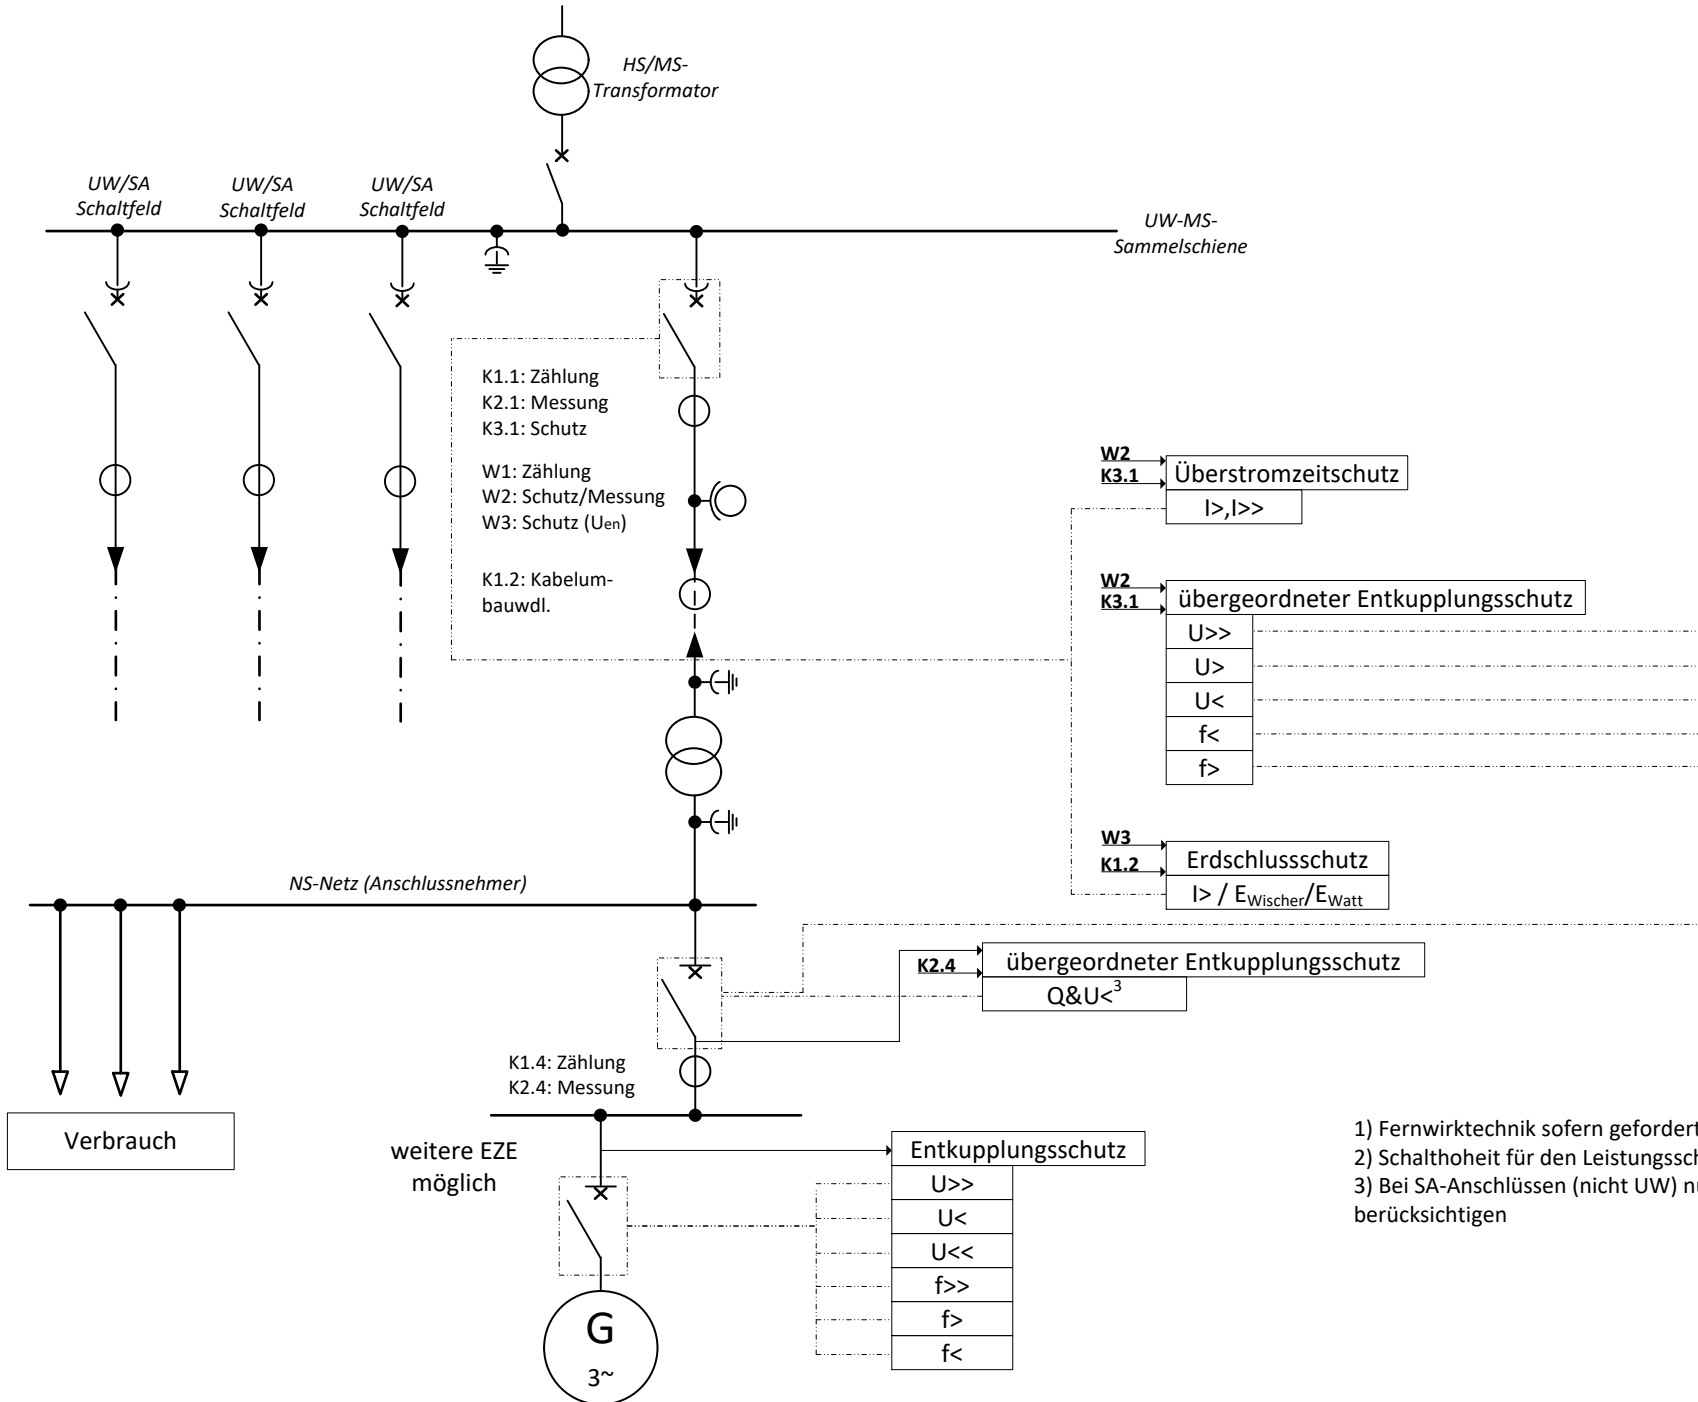 HS/MS-
Transformator
UW/SA
Schaltfeld
UW/SA
Schaltfeld
UW/SA
Schaltfeld
UW-MS-
Sammelschiene
K1.1: Zählung
K2.1: Messung
K3.1: Schutz
W1: Zählung
W2: Schutz/Messung
W3: Schutz (Uen)
K1.2: Kabelum-
bauwdl.
W2
K3.1
Überstromzeitschutz
I>,I>>
W2
K3.1
übergeordneter Entkupplungsschutz
U>>
U>
U<
f<
f>
W3
K1.2
Erdschlussschutz
I> / EWischer/EWatt
NS-Netz (Anschlussnehmer)
K2.4
übergeordneter Entkupplungsschutz
Q&U<³
K1.4: Zählung
K2.4: Messung
Verbrauch
weitere EZE
möglich
Entkupplungsschutz
U>>
U<
U<<
f>>
f>
f<
G
3~
1) Fernwirktechnik sofern gefordert
2) Schalthoheit für den
3) Bei SA-Anschlüssen (nicht UW)
berücksichtigen